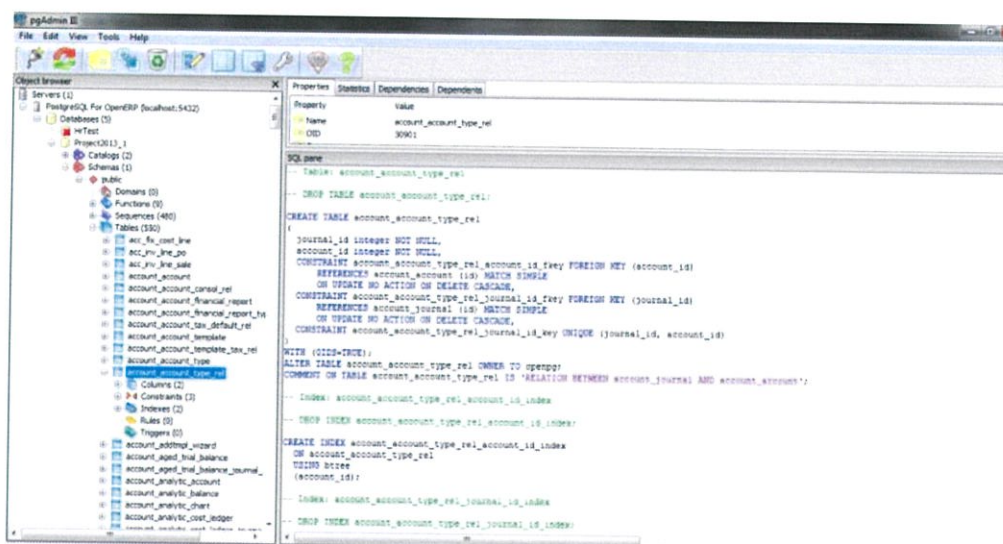 pgAdmin III
File Edit View Tools Help
Object browser
Servers (1)
PostgreSQL For OpenERP (localhost:5432)
Databases (5)
HrTest
Project2013_1
Catalogs (2)
Schemas (1)
public
Domains (0)
Functions (9)
Sequences (480)
Tables (530)
acc_fix_cost_line
acc_inv_line_po
acc_inv_line_sale
account_account
account_account_consol_rel
account_account_financial_report
account_account_financial_report_typ
account_account_tax_default_rel
account_account_template
account_account_template_tax_rel
account_account_type
account_account_type_rel
Columns (2)
Constraints (3)
Indexes (2)
Rules (0)
Triggers (0)
account_addtmpl_wizard
account_aged_trial_balance
account_aged_trial_balance_journal_
account_analytic_account
account_analytic_balance
account_analytic_chart
account_analytic_cost_ledger
Properties Statistics Dependencies Dependents
Property Value
Name account_account_type_rel
OID 30901
SQL pane
-- Table: account_account_type_rel
-- DROP TABLE account_account_type_rel;
CREATE TABLE account_account_type_rel
(
journal_id integer NOT NULL,
account_id integer NOT NULL,
CONSTRAINT account_account_type_rel_account_id_fkey FOREIGN KEY (account_id)
REFERENCES account_account (id) MATCH SIMPLE
ON UPDATE NO ACTION ON DELETE CASCADE,
CONSTRAINT account_account_type_rel_journal_id_fkey FOREIGN KEY (journal_id)
REFERENCES account_journal (id) MATCH SIMPLE
ON UPDATE NO ACTION ON DELETE CASCADE,
CONSTRAINT account_account_type_rel_journal_id_key UNIQUE (journal_id, account_id)
)
WITH (OIDS=TRUE);
ALTER TABLE account_account_type_rel OWNER TO openpg;
COMMENT ON TABLE account_account_type_rel IS 'RELATION BETWEEN account_journal AND account_account';
-- Index: account_account_type_rel_account_id_index
-- DROP INDEX account_account_type_rel_account_id_index;
CREATE INDEX account_account_type_rel_account_id_index
ON account_account_type_rel
USING btree
(account_id);
-- Index: account_account_type_rel_journal_id_index
-- DROP INDEX account_account_type_rel_journal_id_index;